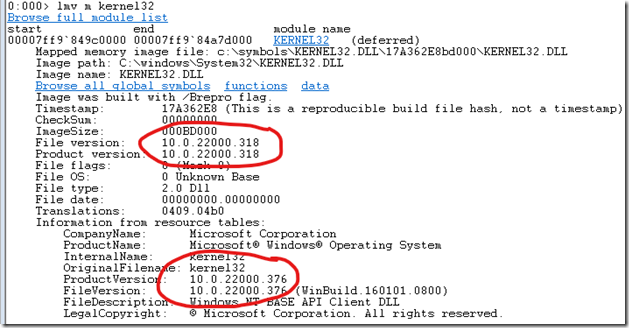 0:000> lmv m kernel32
Browse full module list
start end module name
00007ff9`849c0000 00007ff9`84a7d000 KERNEL32 (deferred)
Mapped memory image file: c:\symbols\KERNEL32.DLL\17A362E8bd000\KERNEL32.DLL
Image path: C:\windows\System32\KERNEL32.DLL
Image name: KERNEL32.DLL
Browse all global symbols functions data
Image was built with /Brepro flag.
Timestamp: 17A362E8 (This is a reproducible build file hash, not a timestamp)
CheckSum: 00000000
ImageSize: 000BD000
File version: 10.0.22000.318
Product version: 10.0.22000.318
File flags: 0 (Mask 0)
File OS: 0 Unknown Base
File type: 2.0 Dll
File date: 00000000.00000000
Translations: 0409.04b0
Information from resource tables:
CompanyName: Microsoft Corporation
ProductName: Microsoft® Windows® Operating System
InternalName: kernel32
OriginalFilename: kernel32
ProductVersion: 10.0.22000.376
FileVersion: 10.0.22000.376 (WinBuild.160101.0800)
FileDescription: Windows NT BASE API Client DLL
LegalCopyright: © Microsoft Corporation. All rights reserved.